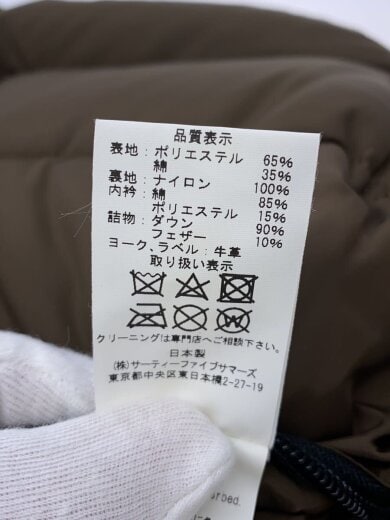 品質表示
表地：ポリエステル 65%
綿 35%
裏地：ナイロン 100%
内衿：綿 85%
ポリエステル 15%
詰物：ダウン 90%
フェザー 10%
ヨーク、ラベル：牛革
取り扱い表示
クリーニングは専門店へご相談下さい。
日本製
(株)サーティーファイブサマーズ
東京都中央区東日本橋2-27-19